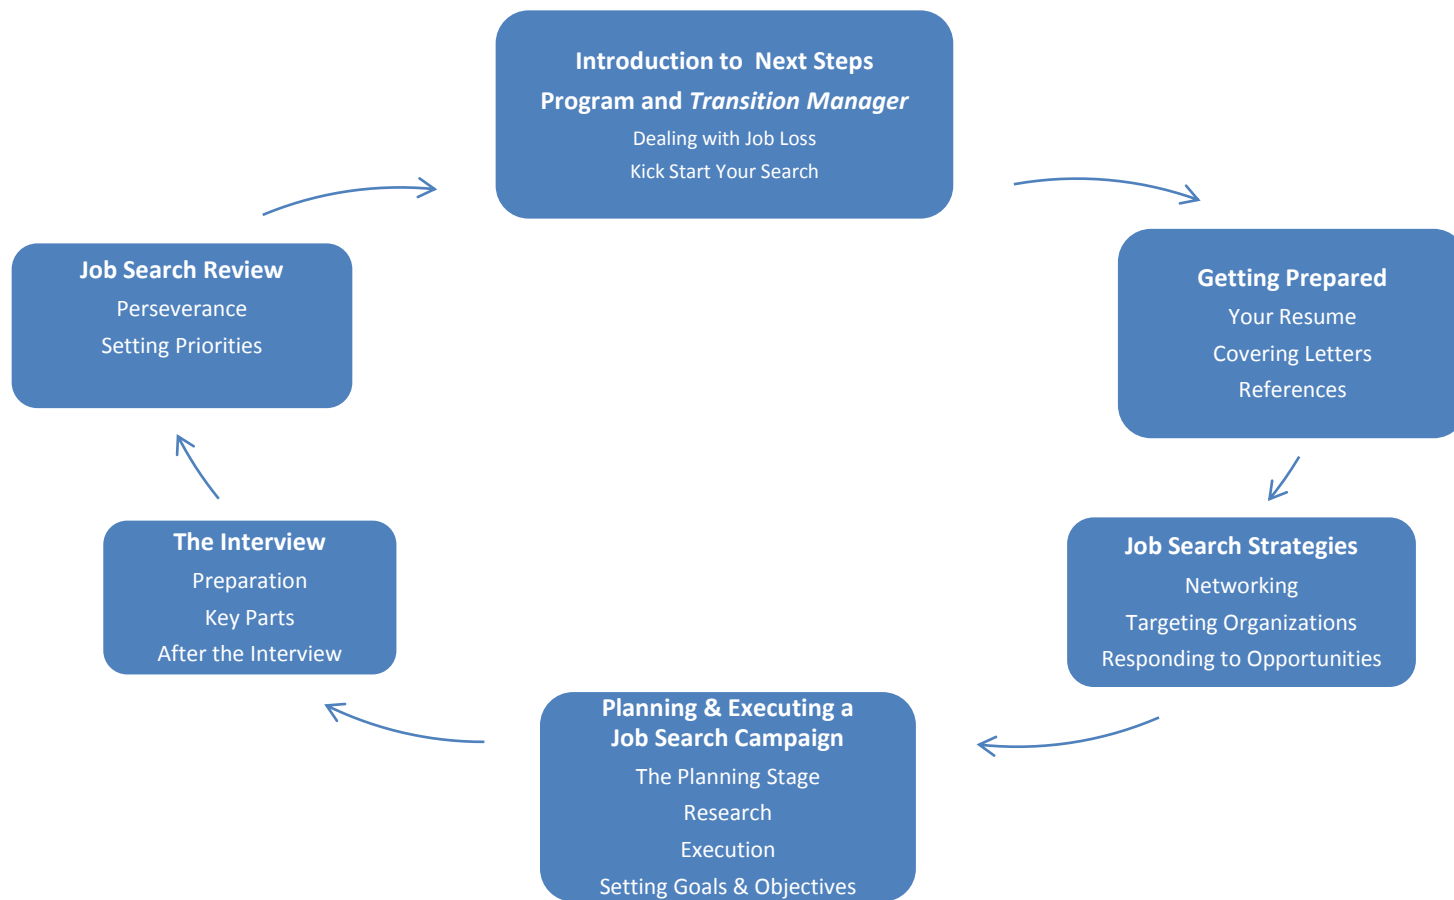 Introduction to Next Steps
Program and Transition Manager
Dealing with Job Loss
Kick Start Your Search
Getting Prepared
Your Resume
Covering Letters
References
Job Search Strategies
Networking
Targeting Organizations
Responding to Opportunities
Planning & Executing a
Job Search Campaign
The Planning Stage
Research
Execution
Setting Goals & Objectives
The Interview
Preparation
Key Parts
After the Interview
Job Search Review
Perseverance
Setting Priorities